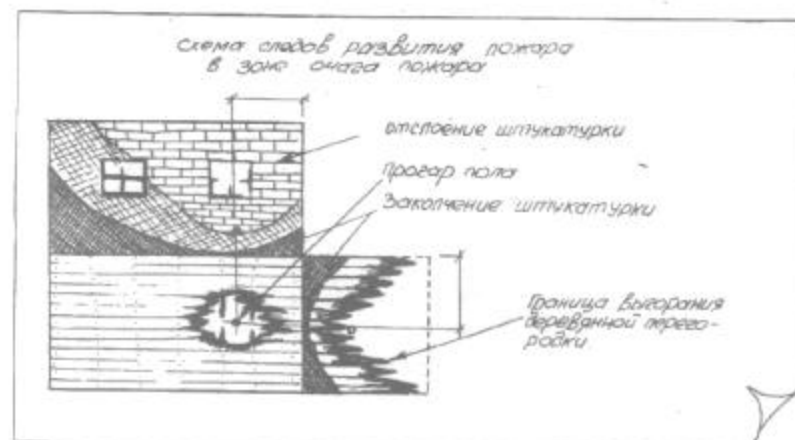 Схема следов развития пожара
в зоне очага пожара
отслоение штукатурки
Прогар пола
Закопчение штукатурки
Граница выгорания
деревянной перего-
родки